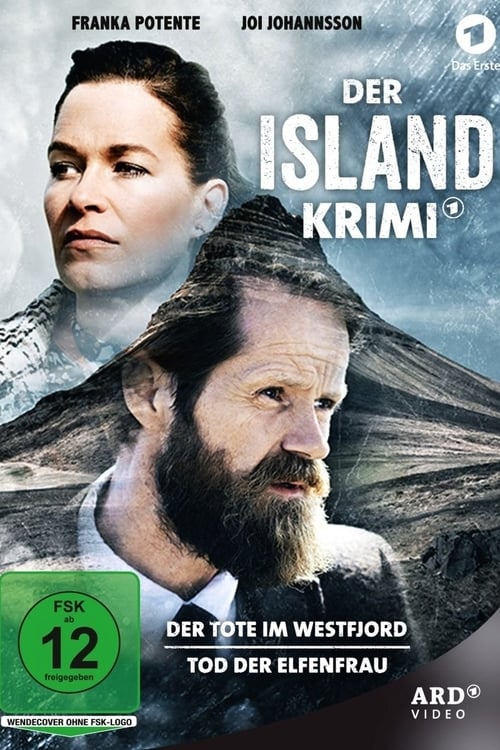 FRANKA POTENTE JOI JOHANNSSON
1
Das Erste
DER
ISLAND
KRIMI 1
DER TOTE IM WESTFJORD
TOD DER ELFENFRAU
FSK
ab
12
freigegeben
WENDECOVER OHNE FSK-LOGO
ARD 1
VIDEO